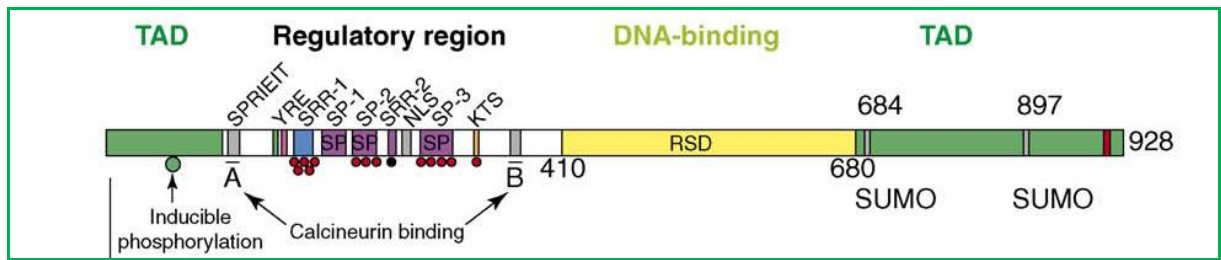 TAD Regulatory region DNA-binding TAD
SPRIEIT
YRE
SRR-1
SP-1
SP-2
SRR-2
NLS
SP-3
KTS
684 897
SP SP SP RSD 928
A B 410 680
SUMO SUMO
Inducible
phosphorylation
Calcineurin binding